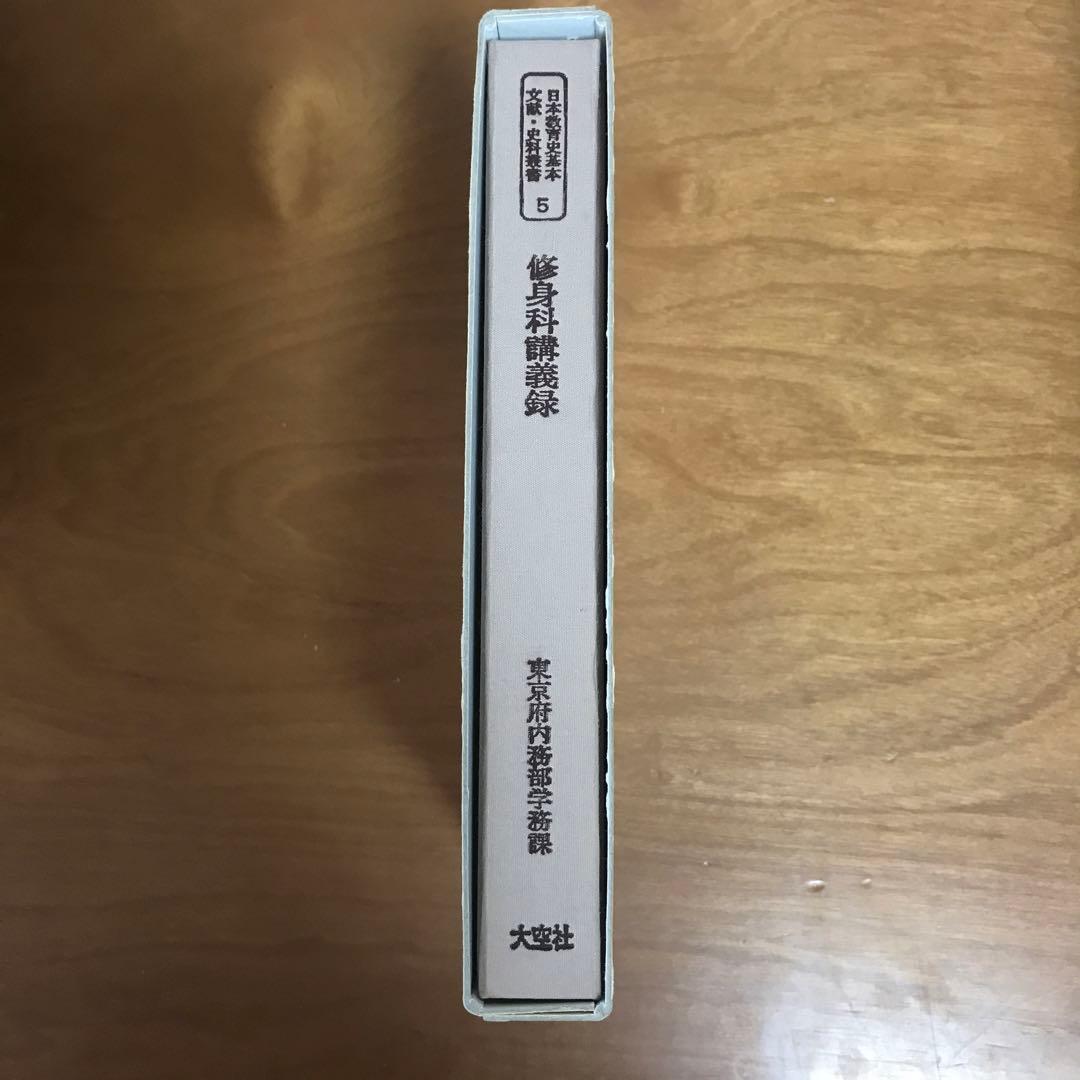 日本教育史基本
文献・史料叢書
5
修身科講義録
東京府内務部学務課
大空社